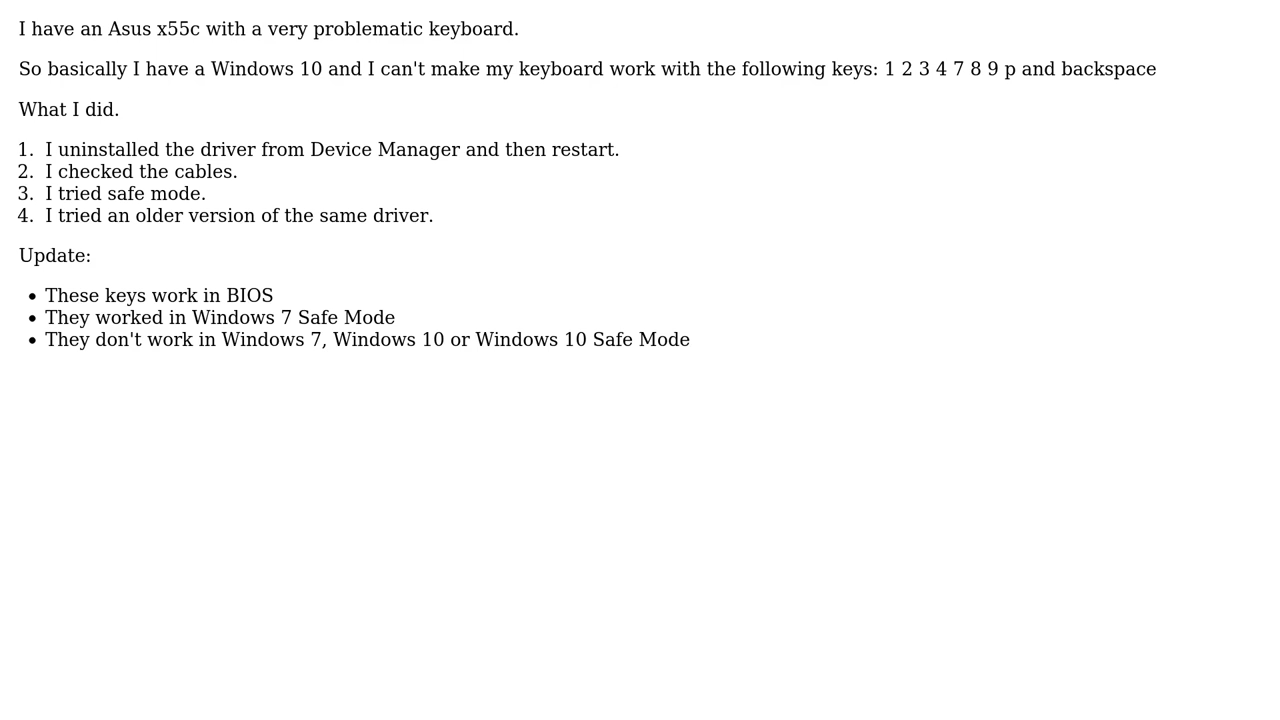 I have an Asus x55c with a very problematic keyboard.
So basically I have a Windows 10 and I can't make my keyboard work with the following keys: 1 2 3 4 7 8 9 p and backspace
What I did.
1. I uninstalled the driver from Device Manager and then restart.
2. I checked the cables.
3. I tried safe mode.
4. I tried an older version of the same driver.
Update:
• These keys work in BIOS
• They worked in Windows 7 Safe Mode
• They don't work in Windows 7, Windows 10 or Windows 10 Safe Mode